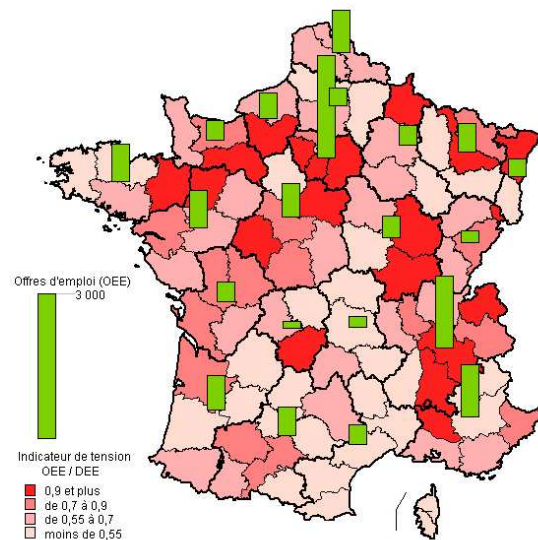 Offres d'emploi (OEE)
3 000
Indicateur de tension
OEE / DEE
0,9 et plus
de 0,7 à 0,9
de 0,55 à 0,7
moins de 0,55